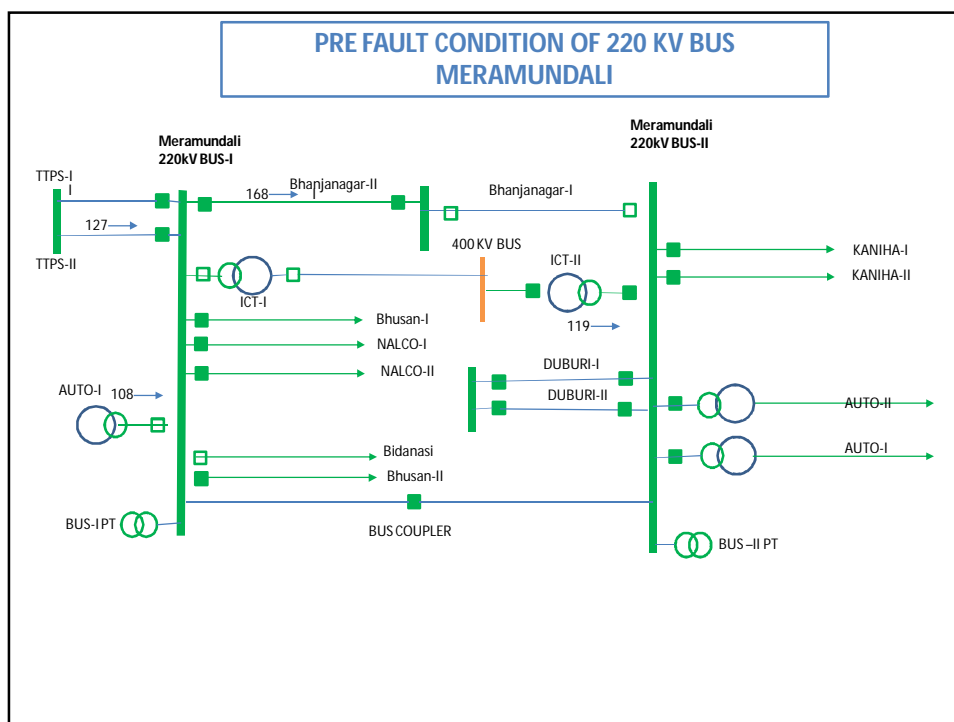 PRE FAULT CONDITION OF 220 KV BUS
MERAMUNDALI
Meramundali
220kV BUS-I
Meramundali
220kV BUS-II
TTPS-I
I
168
Bhanjanagar-II
I
Bhanjanagar-I
127
TTPS-II
400 KV BUS
ICT-II
KANIHA-I
KANIHA-II
ICT-I
Bhusan-I
119
NALCO-I
NALCO-II
DUBURI-I
DUBURI-II
AUTO-I
108
AUTO-II
Bidanasi
AUTO-I
Bhusan-II
BUS-I PT
BUS COUPLER
BUS –II PT